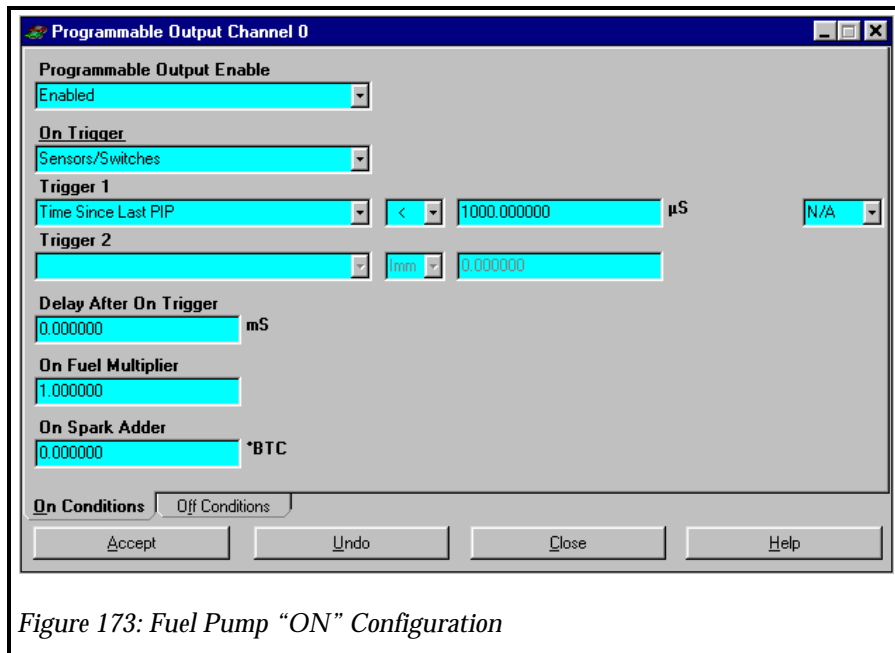 Programmable Output Channel 0
Programmable Output Enable
Enabled
On Trigger
Sensors/Switches
Trigger 1
Time Since Last PIP < 1000.000000 µS N/A
Trigger 2
Imm 0.000000
Delay After On Trigger
0.000000 mS
On Fuel Multiplier
1.000000
On Spark Adder
0.000000 °BTC
On Conditions Off Conditions
Accept Undo Close Help
Figure 173: Fuel Pump “ON” Configuration